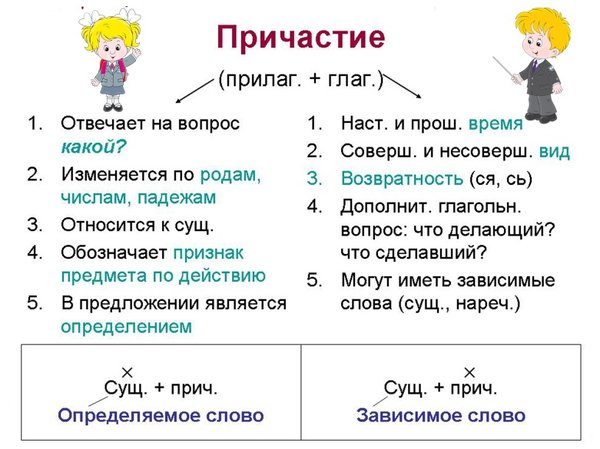 Причастие
(прилаг. + глаг.)
1. Отвечает на вопрос
какой?
2. Изменяется по родам,
числам, падежам
3. Относится к сущ.
4. Обозначает признак
предмета по действию
5. В предложении является
определением
1. Наст. и прош. время
2. Соверш. и несоверш. вид
3. Возвратность (ся, сь)
4. Дополнит. глагольн.
вопрос: что делающий?
что сделавший?
5. Могут иметь зависимые
слова (сущ., нареч.)
×
Сущ. + прич.
Определяемое слово
×
Сущ. + прич.
Зависимое слово